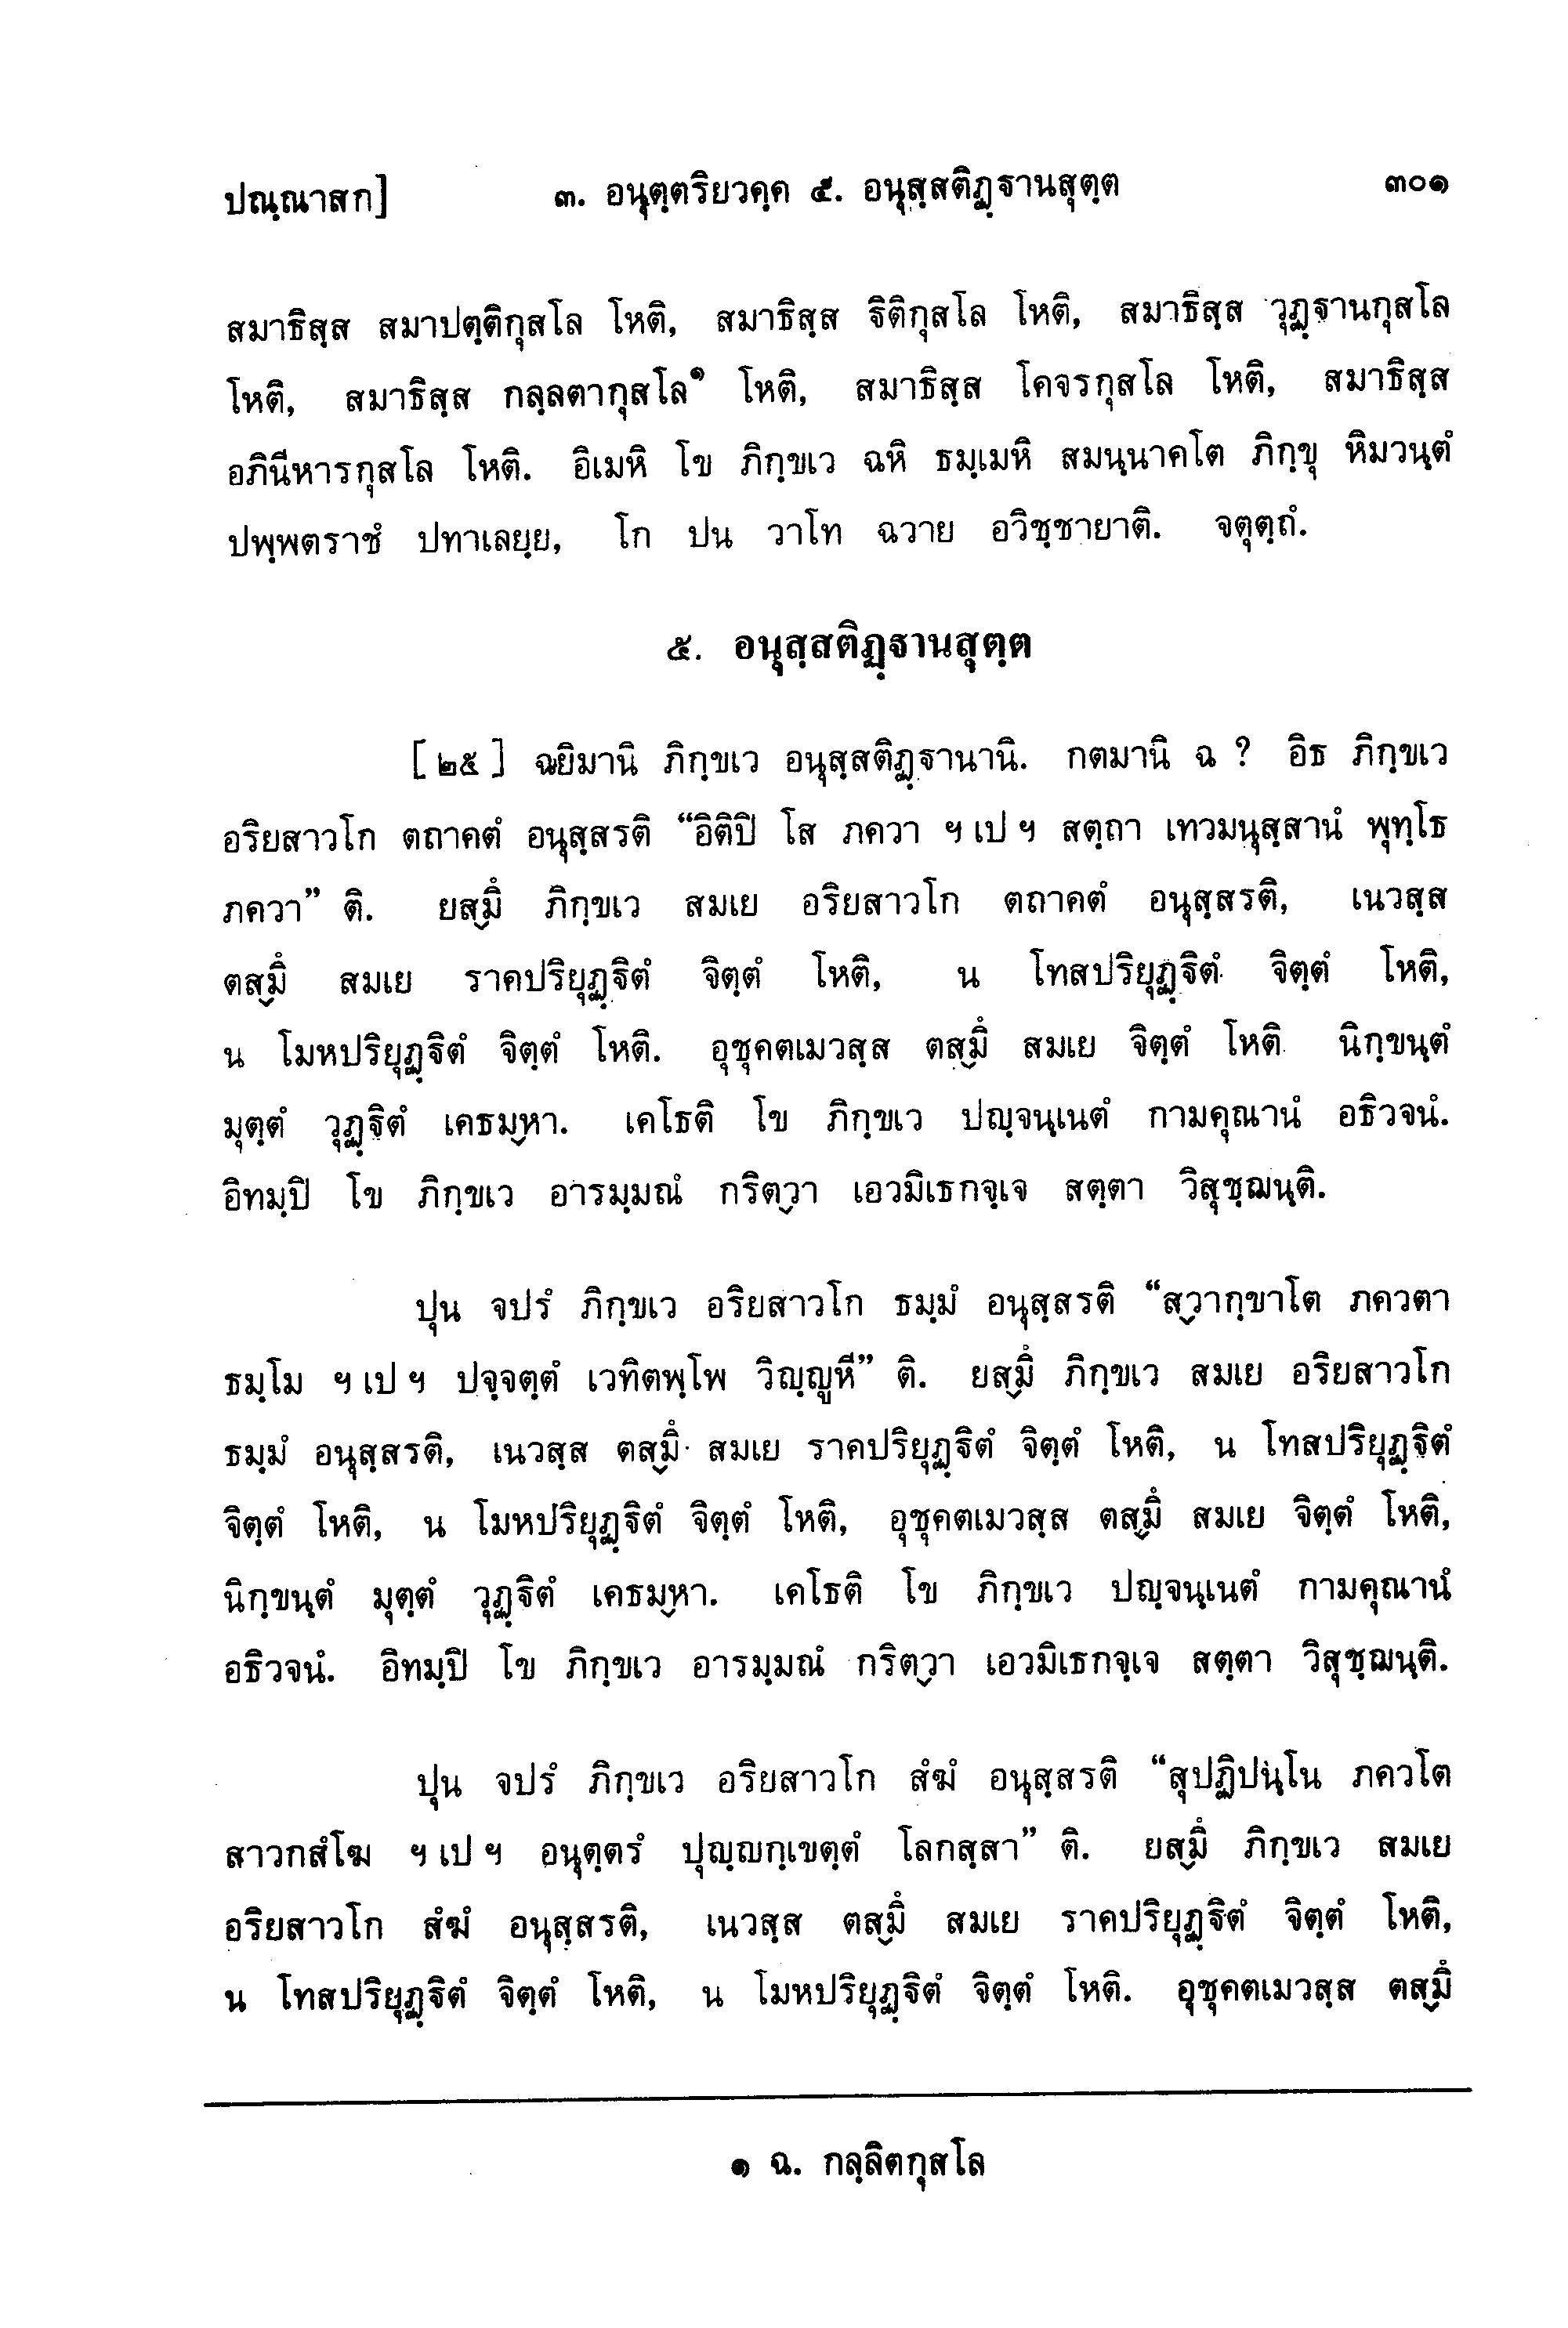 ปณฺณาสก] ๓. อนุตฺตริยวคฺค ๕. อนุสฺสติฏฺฐานสุตฺต ๓๐๑
สมาธิสฺส สมาปตฺติกุสโล โหติ, สมาธิสฺส ฐิติกุสโล โหติ, สมาธิสฺส วุฏฺฐานกุสโล
โหติ, สมาธิสฺส กลฺลตากุสโล๑ โหติ, สมาธิสฺส โคจรกุสโล โหติ, สมาธิสฺส
อภินีหารกุสโล โหติ. อิเมหิ โข ภิกฺขเว ฉหิ ธมฺเมหิ สมนฺนาคโต ภิกฺขุ หิมวนฺตํ
ปพฺพตราชํ ปทาเลยฺย, โก ปน วาโท ฉวาย อวิชฺชายาติ. จตุตฺถํ.
๕. อนุสฺสติฏฺฐานสุตฺต
[๒๕] ฉยิมานิ ภิกฺขเว อนุสฺสติฏฺฐานานิ. กตมานิ ฉ ? อิธ ภิกฺขเว
อริยสาวโก ตถาคตํ อนุสฺสรติ “อิติปิ โส ภควา ฯ เป ฯ สตฺถา เทวมนุสฺสานํ พุทฺโธ
ภควา” ติ. ยสฺมึ ภิกฺขเว สมเย อริยสาวโก ตถาคตํ อนุสฺสรติ, เนวสฺส
ตสฺมึ สมเย ราคปริยุฏฺฐิตํ จิตฺตํ โหติ, น โทสปริยุฏฺฐิตํ จิตฺตํ โหติ,
น โมหปริยุฏฺฐิตํ จิตฺตํ โหติ. อุชุคตเมวสฺส ตสฺมึ สมเย จิตฺตํ โหติ นิกฺขนฺตํ
มุตฺตํ วุฏฺฐิตํ เคธมฺหา. เคโธติ โข ภิกฺขเว ปญฺจนฺเนตํ กามคุณานํ อธิวจนํ.
อิทมฺปิ โข ภิกฺขเว อารมฺมณํ กริตฺวา เอวมิเธกจฺเจ สตฺตา วิสุชฺฌนฺติ.
ปุน จปรํ ภิกฺขเว อริยสาวโก ธมฺมํ อนุสฺสรติ “สฺวากฺขาโต ภควตา
ธมฺโม ฯ เป ฯ ปจฺจตฺตํ เวทิตพฺโพ วิญฺญูหี” ติ. ยสฺมึ ภิกฺขเว สมเย อริยสาวโก
ธมฺมํ อนุสฺสรติ, เนวสฺส ตสฺมึ สมเย ราคปริยุฏฺฐิตํ จิตฺตํ โหติ, น โทสปริยุฏฺฐิตํ
จิตฺตํ โหติ, น โมหปริยุฏฺฐิตํ จิตฺตํ โหติ, อุชุคตเมวสฺส ตสฺมึ สมเย จิตฺตํ โหติ,
นิกฺขนฺตํ มุตฺตํ วุฏฺฐิตํ เคธมฺหา. เคโธติ โข ภิกฺขเว ปญฺจนฺเนตํ กามคุณานํ
อธิวจนํ. อิทมฺปิ โข ภิกฺขเว อารมฺมณํ กริตฺวา เอวมิเธกจฺเจ สตฺตา วิสุชฺฌนฺติ.
ปุน จปรํ ภิกฺขเว อริยสาวโก สํฆํ อนุสฺสรติ “สุปฏิปนฺโน ภควโต
สาวกสํโฆ ฯ เป ฯ อนุตฺตรํ ปุญฺญกฺเขตฺตํ โลกสฺสา” ติ. ยสฺมึ ภิกฺขเว สมเย
อริยสาวโก สํฆํ อนุสฺสรติ, เนวสฺส ตสฺมึ สมเย ราคปริยุฏฺฐิตํ จิตฺตํ โหติ,
น โทสปริยุฏฺฐิตํ จิตฺตํ โหติ, น โมหปริยุฏฺฐิตํ จิตฺตํ โหติ. อุชุคตเมวสฺส ตสฺมึ
๑ ฉ. กลฺลิตกุสโล